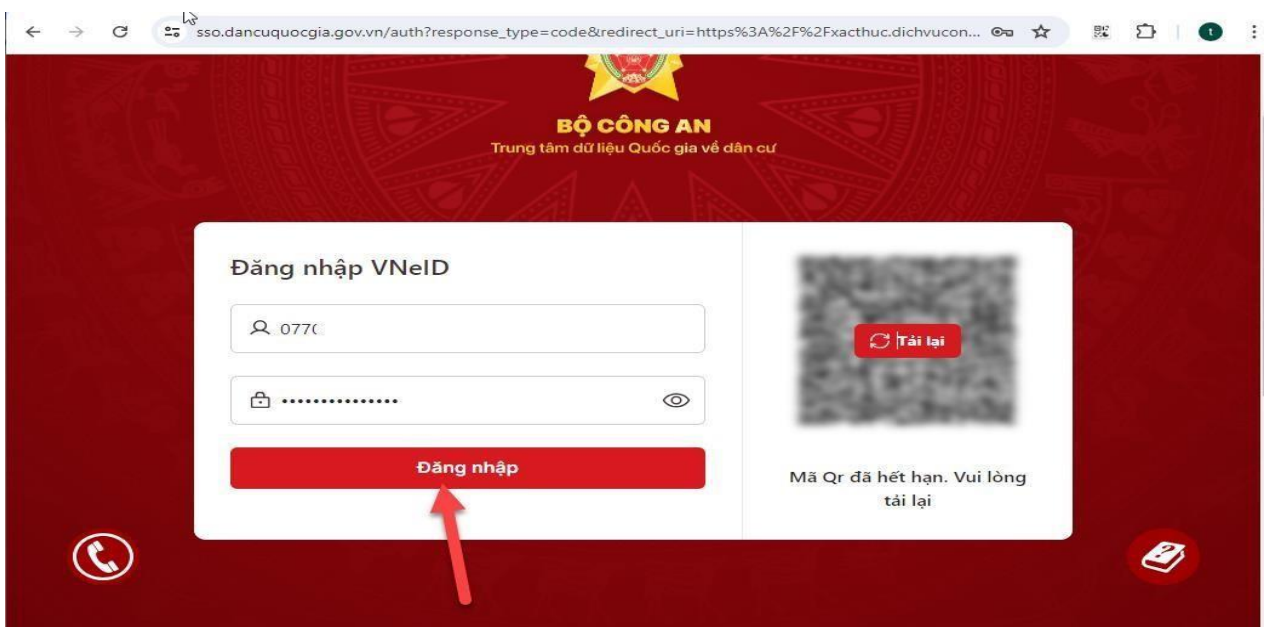 sso.dancuquocgia.gov.vn/auth?response_type=code&redirect_uri=https%3A%2F%2Fxacthuc.dichvucon...
t
BỘ CÔNG AN
Trung tâm dữ liệu Quốc gia về dân cư
Đăng nhập VNeID
077(
•••••••••••••••
Đăng nhập
Tải lại
Mã Qr đã hết hạn. Vui lòng
tải lại
?